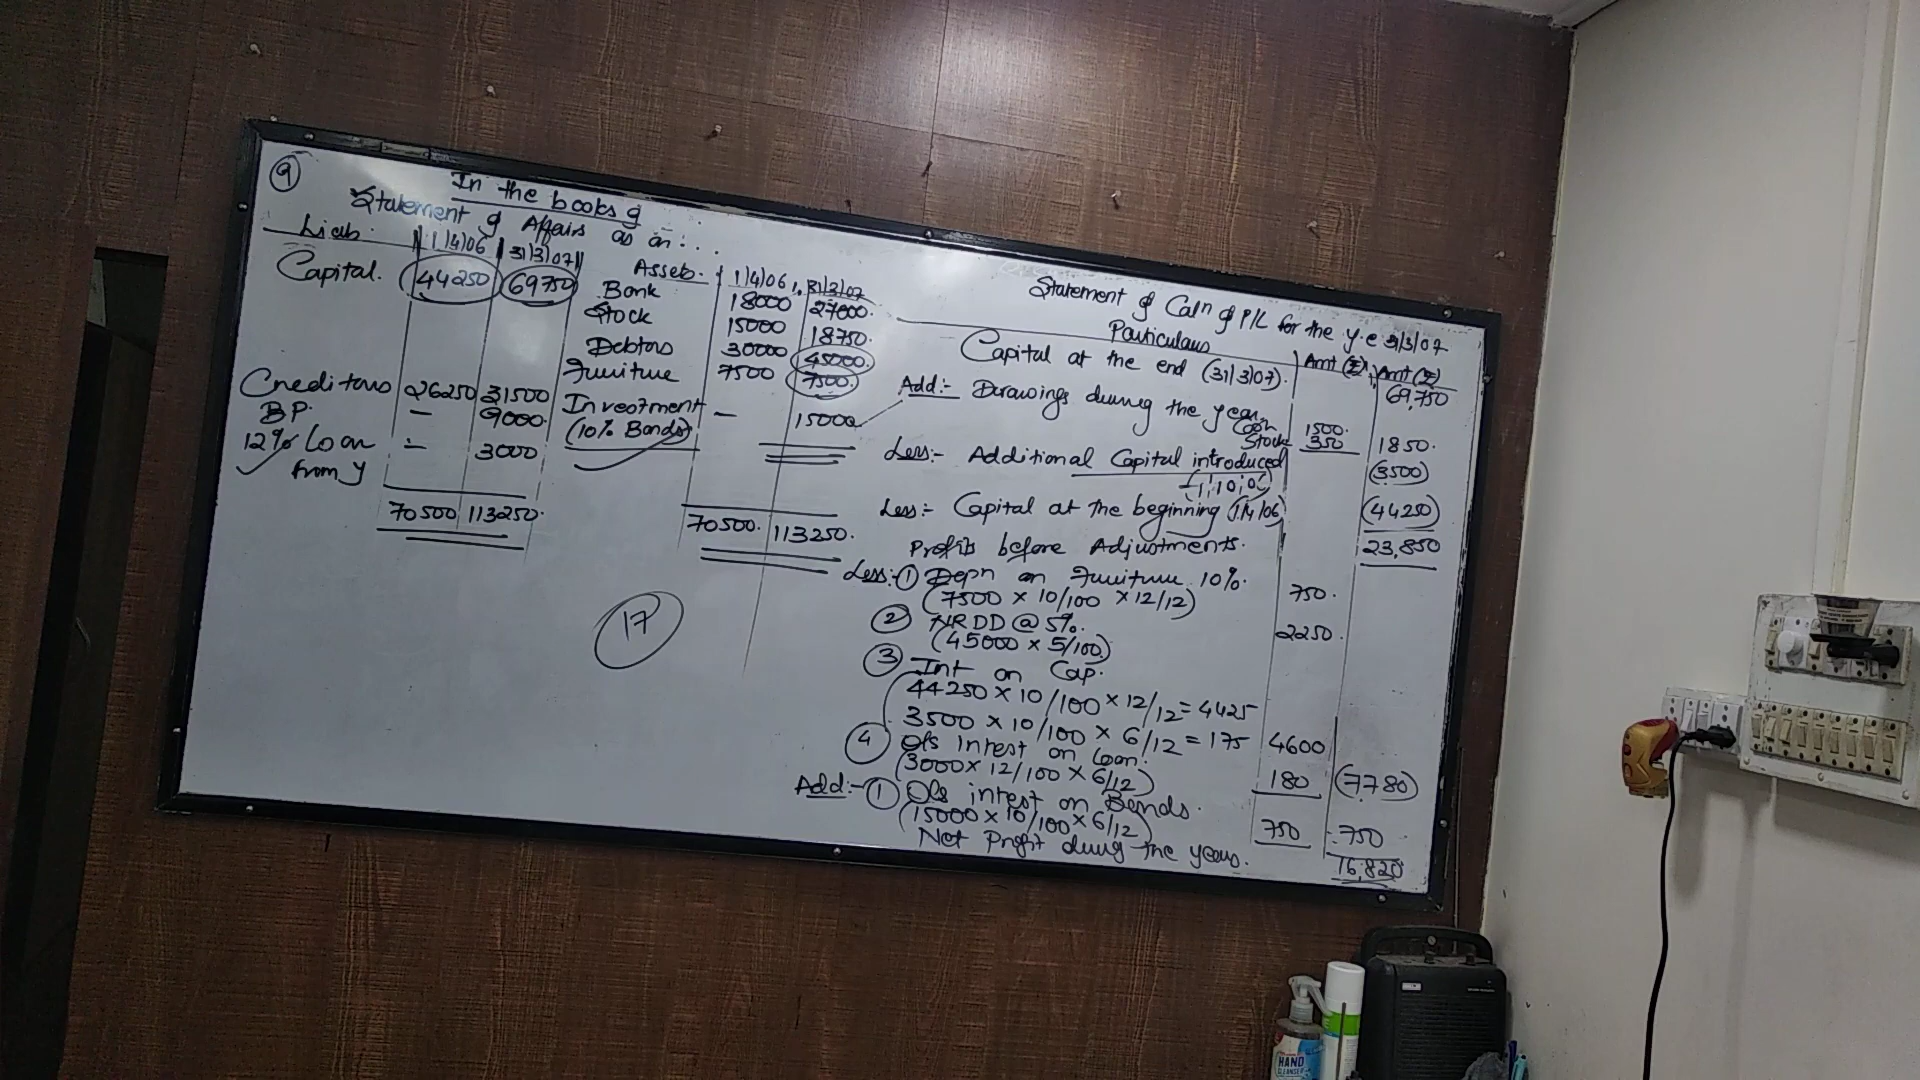 9
In the books of
Statement of Affairs as on...
Liab. 1/4/06 31/3/07 Assets. 1/4/06 31/3/07
Capital. 44250 69750 Bank 18000 27000.
Stock 15000 18750.
Debtors 30000 45000.
Furniture 7500 7500.
Creditors 26250 31500 Investment - 15000
B.P. - 9000. (10% Bonds)
12% Loan - 3000
from Y
70500 113250. 70500. 113250.
17
Statement of Caln of P/L for the y.e 31/3/07
Particulars Amt (₹) Amt (₹)
Capital at the end (31/3/07). 69,750
Add:- Drawings during the year
Cash 1500.
Stock 350 1850.
Less:- Additional Capital introduced (3500)
Less:- Capital at the beginning (1/4/06) (44250)
Profits before Adjustments. 23,850
Less:- 1 Depn on Furniture 10%. 750.
(7500 x 10/100 x 12/12)
2 NRDD @ 5%. 2250.
(45000 x 5/100)
3 Int on Cap.
44250 x 10/100 x 12/12 = 4425
3500 x 10/100 x 6/12 = 175 4600
4 O/s Intest on Loan.
(3000 x 12/100 x 6/12) 180 (7780)
Add:- 1 O/s intest on Bonds.
(15000 x 10/100 x 6/12) 750 750
Net Profit during the years. 16,820
HAND
CLEANSER